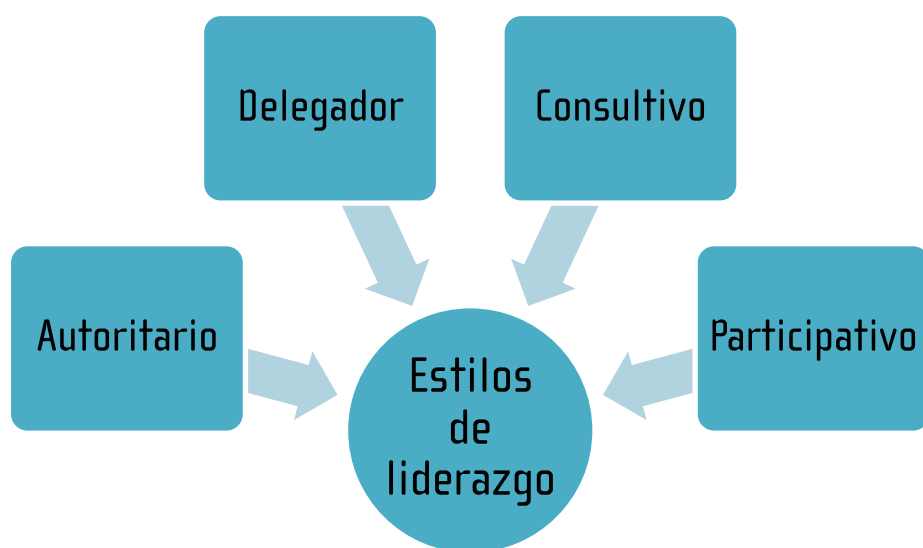 Delegador
Consultivo
Autoritario
Participativo
Estilos
de
liderazgo